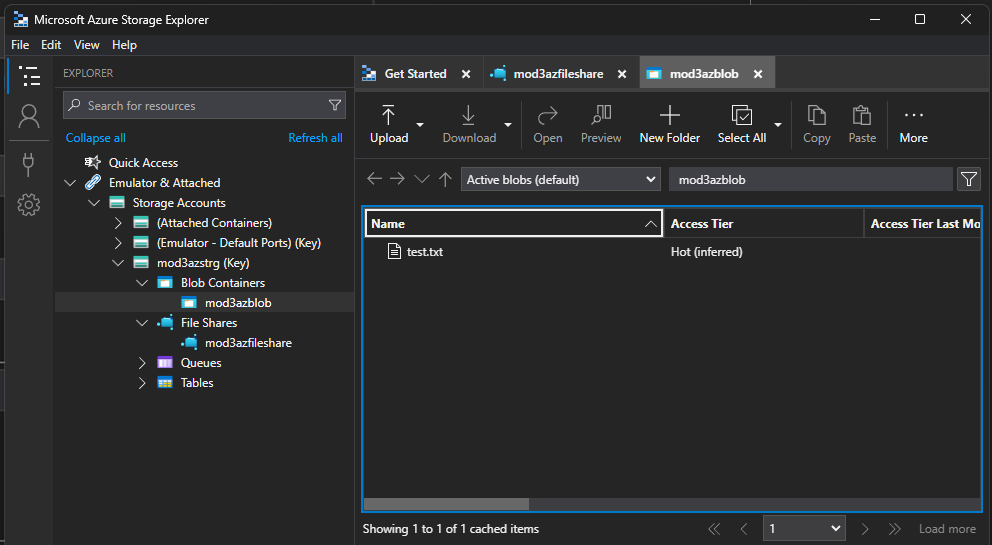 Microsoft Azure Storage Explorer
File Edit View Help
EXPLORER
Search for resources
Collapse all Refresh all
Quick Access
Emulator & Attached
Storage Accounts
(Attached Containers)
(Emulator - Default Ports) (Key)
mod3azstrg (Key)
Blob Containers
mod3azblob
File Shares
mod3azfileshare
Queues
Tables
Get Started mod3azfileshare mod3azblob
Upload Download Open Preview New Folder Select All Copy Paste More
Active blobs (default) mod3azblob
Name Access Tier Access Tier Last Mo
test.txt Hot (inferred)
Showing 1 to 1 of 1 cached items 1 Load more